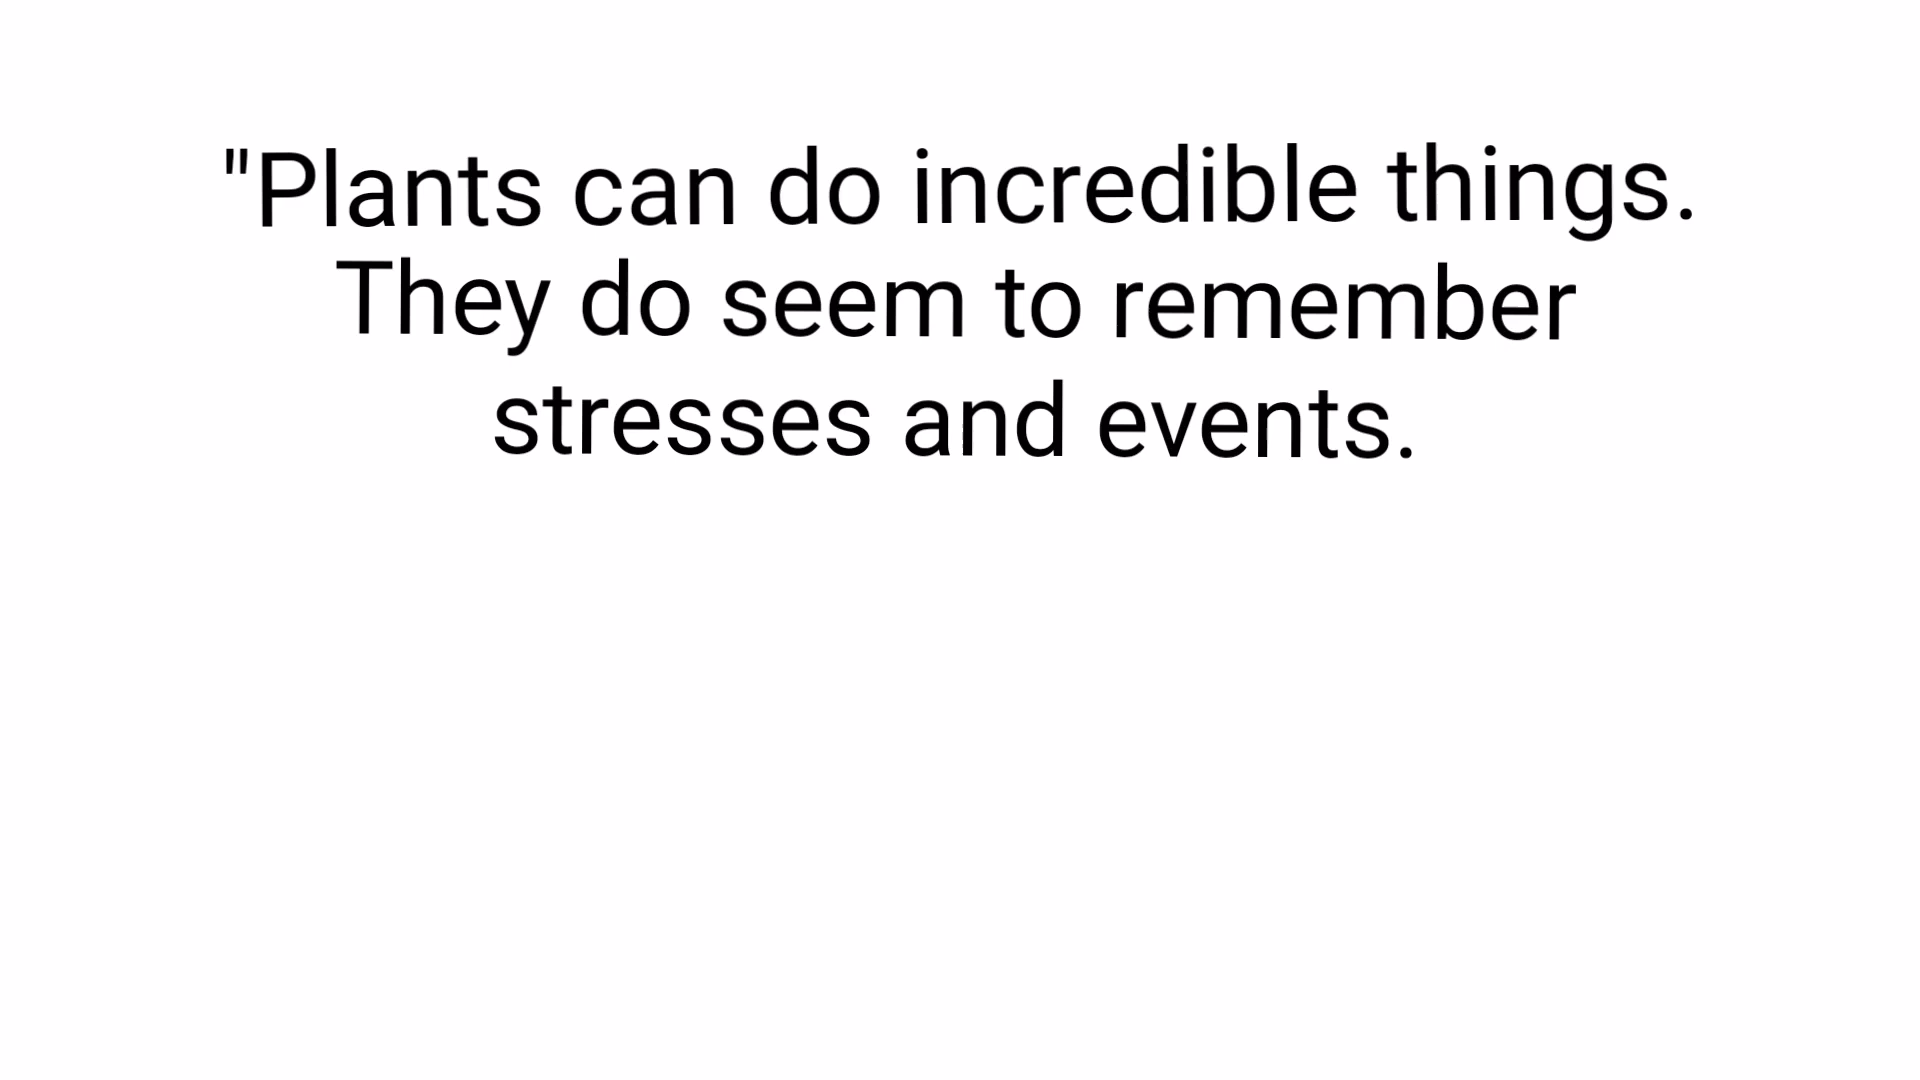 "Plants can do incredible things.
They do seem to remember
stresses and events.